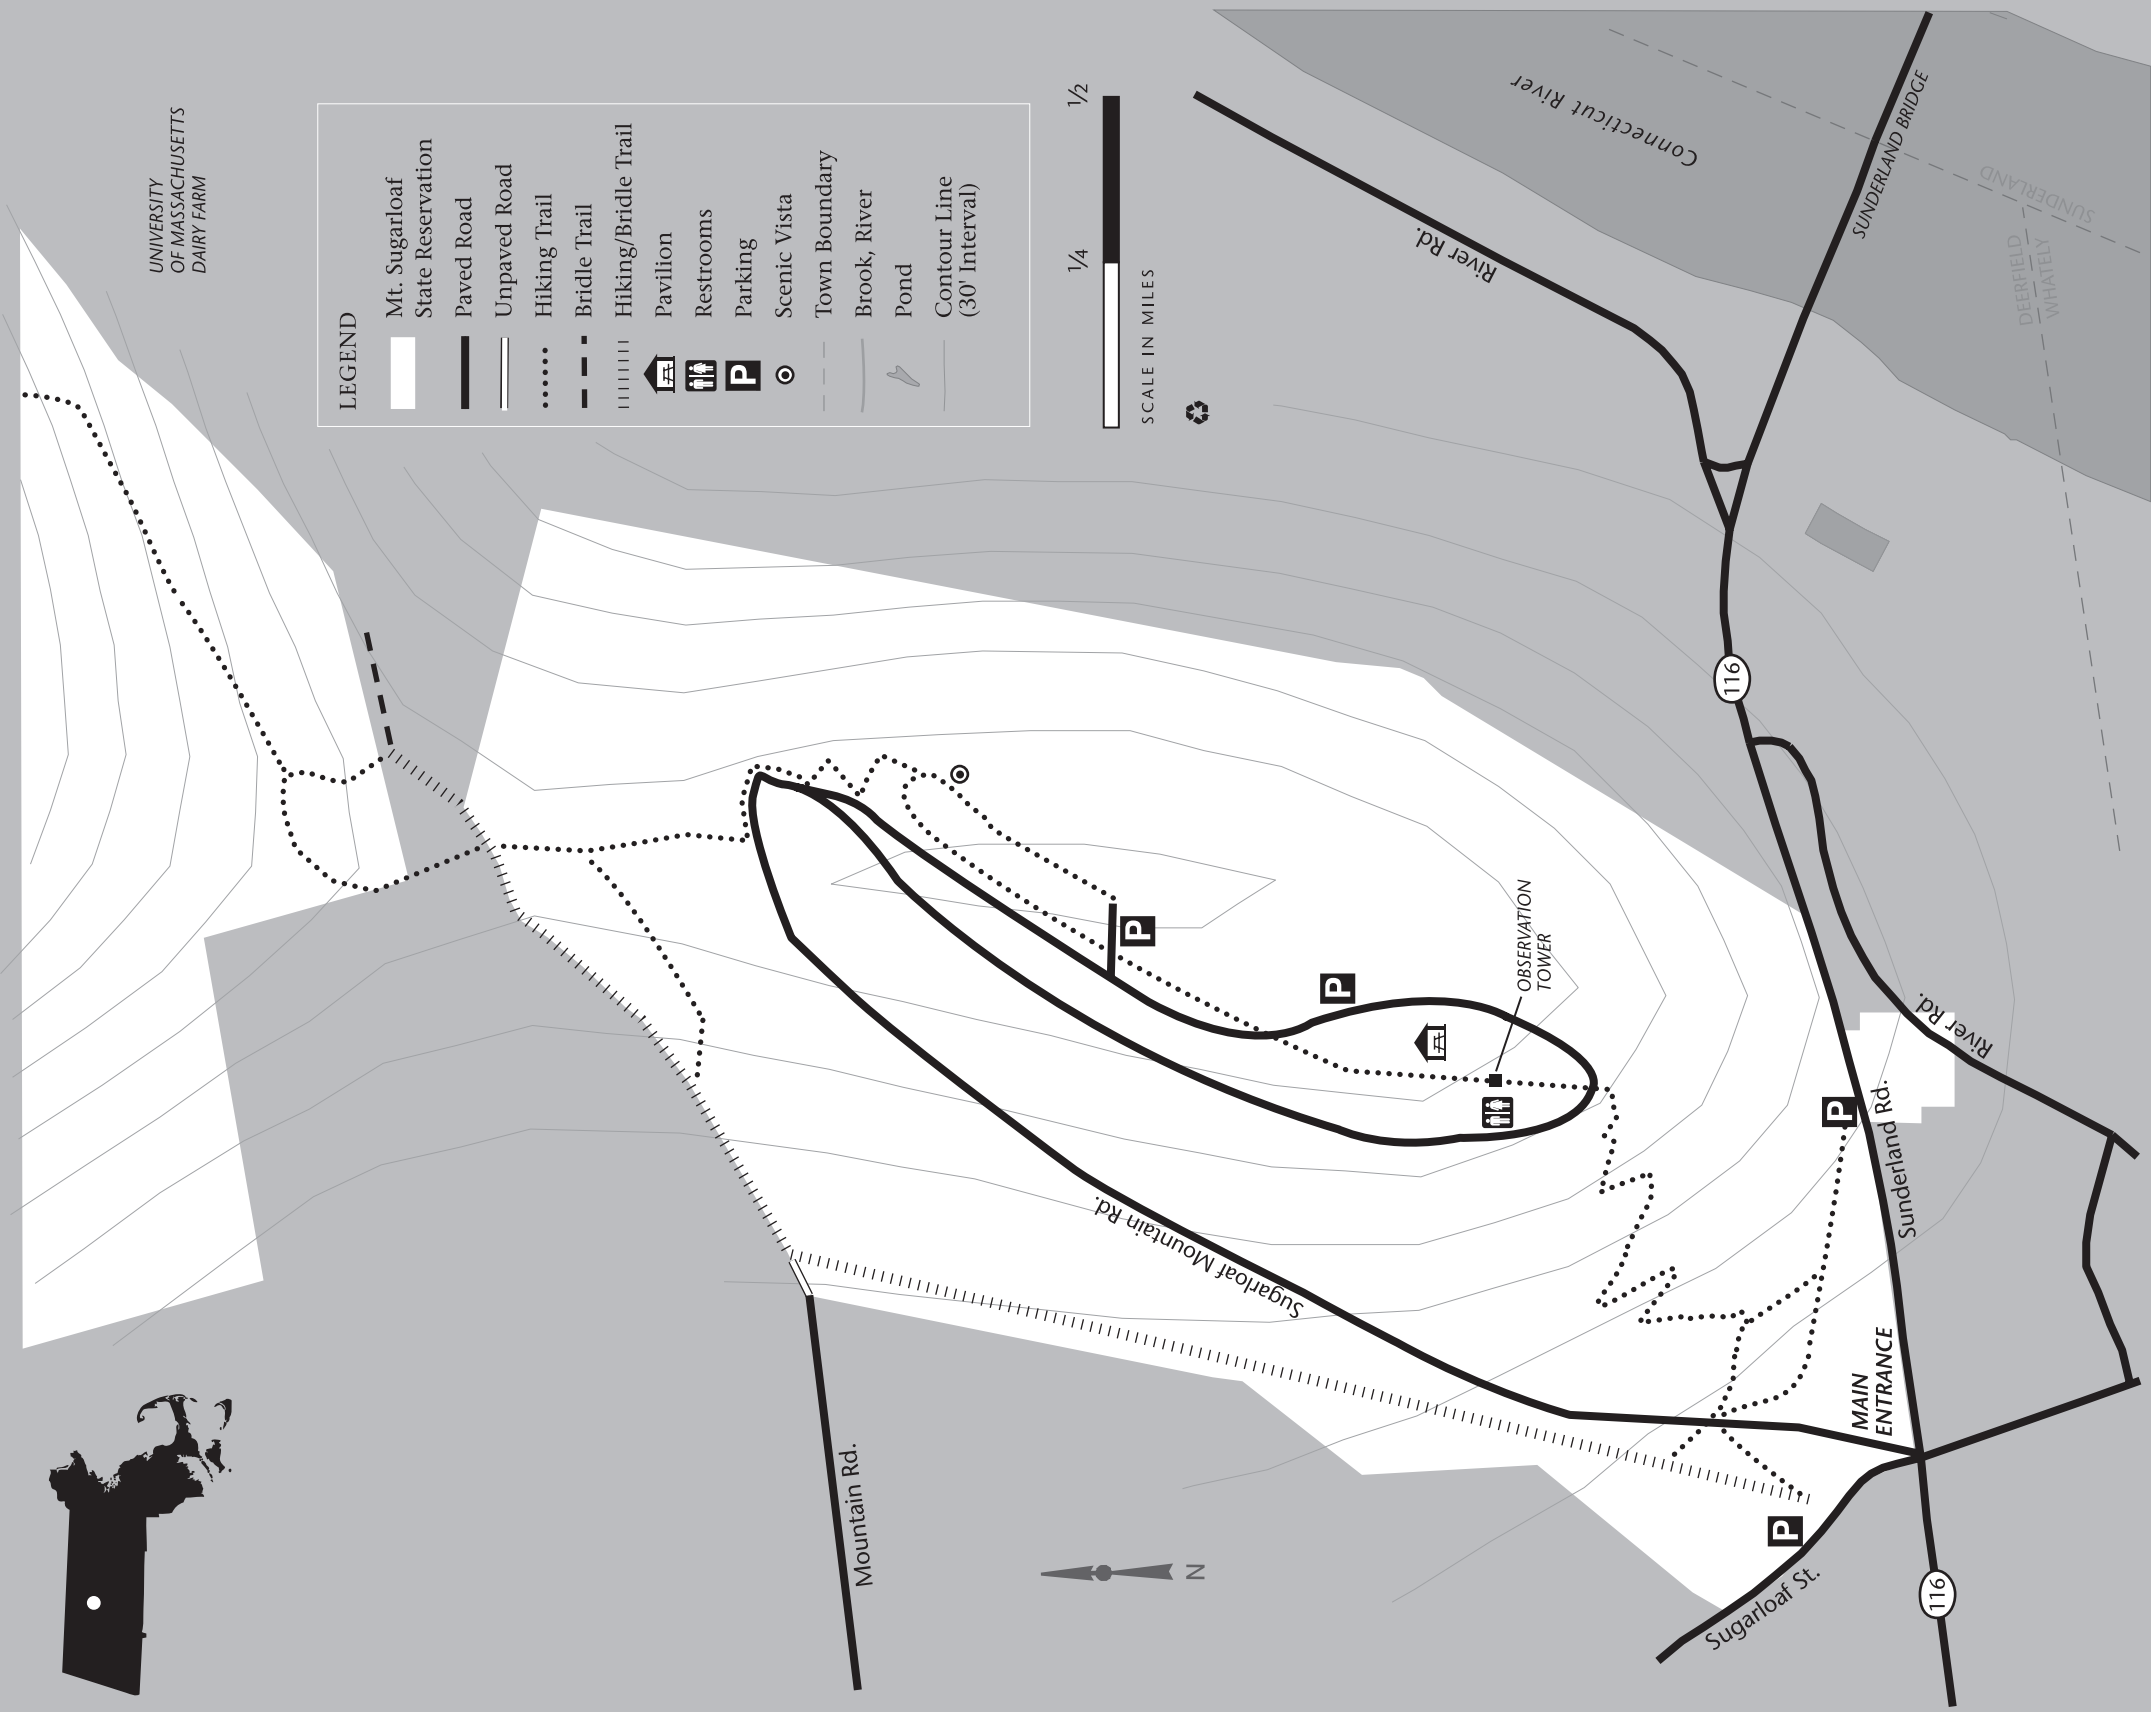 UNIVERSITY
OF MASSACHUSETTS
DAIRY FARM
LEGEND
Mt. Sugarloaf
State Reservation
Paved Road
Unpaved Road
Hiking Trail
Bridle Trail
Hiking/Bridle Trail
Pavilion
Restrooms
P
Parking
Scenic Vista
Town Boundary
Brook, River
Pond
Contour Line
(30' Interval)
1/4
1/2
SCALE IN MILES
Connecticut River
River Rd.
SUNDERLAND BRIDGE
SUNDERLAND
DEERFIELD
WHATELY
116
P
P
OBSERVATION
TOWER
River Rd.
P
Sunderland Rd.
Sugarloaf Mountain Rd.
MAIN
ENTRANCE
Mountain Rd.
N
P
Sugarloaf St.
116